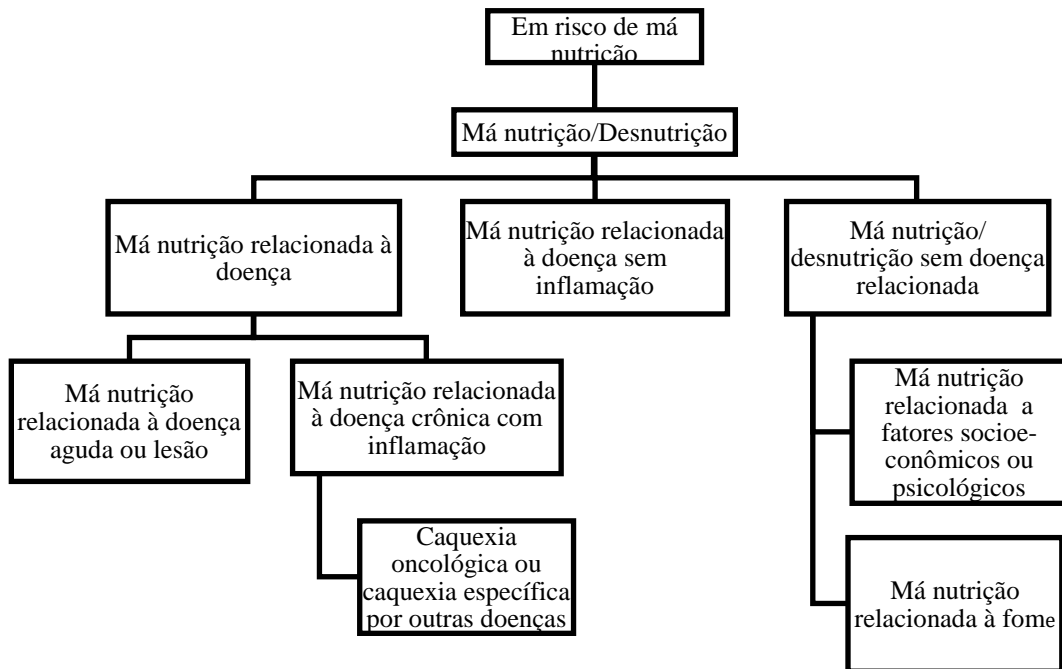 Em risco de má
nutrição
Má nutrição/Desnutrição
Má nutrição relacionada à
doença
Má nutrição relacionada
à doença sem
inflamação
Má nutrição/
desnutrição sem doença
relacionada
Má nutrição
relacionada à doença
aguda ou lesão
Má nutrição relacionada
à doença crônica com
inflamação
Má nutrição
relacionada a
fatores socioe-
conômicos ou
psicológicos
Caquexia
oncológica ou
caquexia específica
por outras doenças
Má nutrição
relacionada à fome